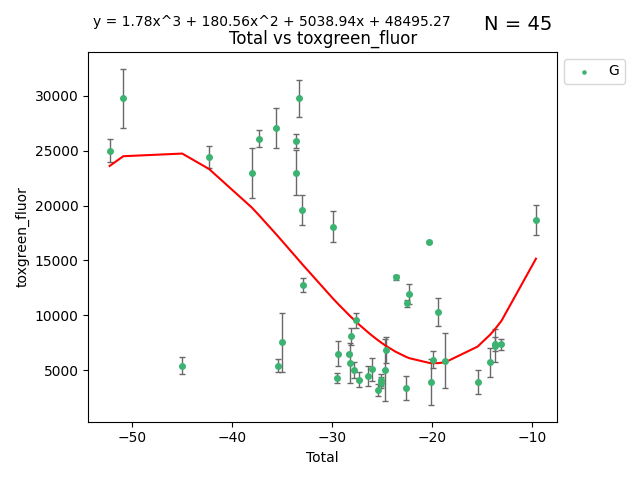 y = 1.78x^3 + 180.56x^2 + 5038.94x + 48495.27
N = 45
Total vs toxgreen_fluor
G
toxgreen_fluor
30000
25000
20000
15000
10000
5000
−50
−40
−30
−20
−10
Total